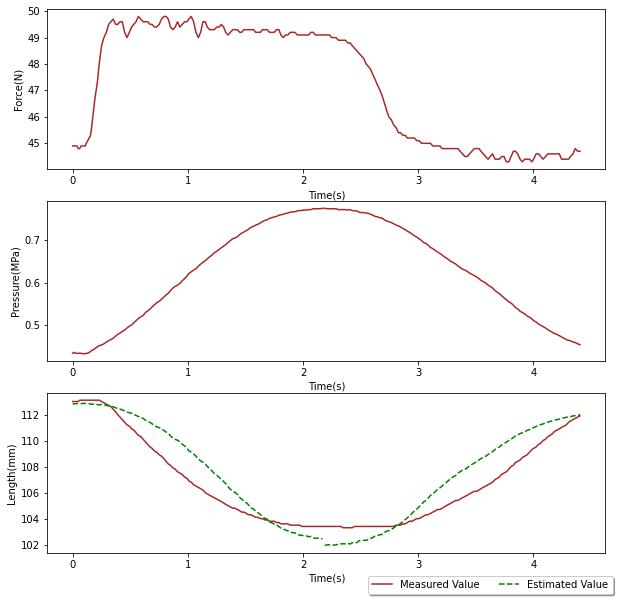 50
49
48
47
46
45
Force(N)
0 1 2 3 4
Time(s)
0.7
0.6
0.5
Pressure(MPa)
0 1 2 3 4
Time(s)
112
110
108
106
104
102
Length(mm)
0 1 2 3 4
Time(s)
Measured Value Estimated Value